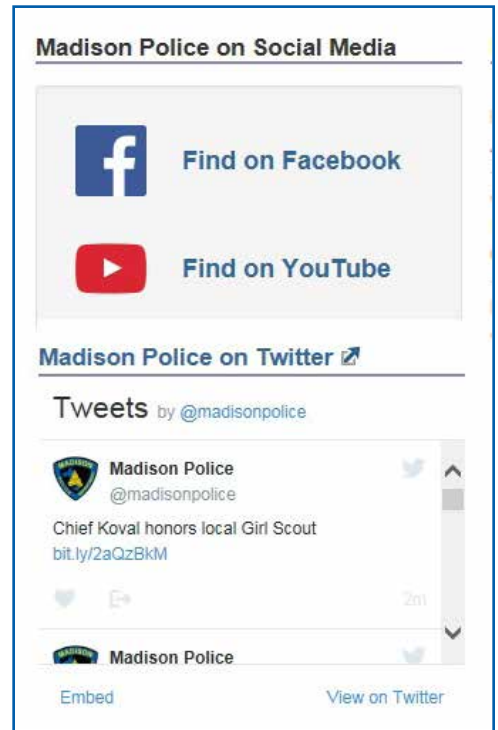 Madison Police on Social Media
Find on Facebook
Find on YouTube
Madison Police on Twitter
Tweets by @madisonpolice
Madison Police
@madisonpolice
Chief Koval honors local Girl Scout
bit.ly/2aQzBkM
2m
Madison Police
Embed View on Twitter